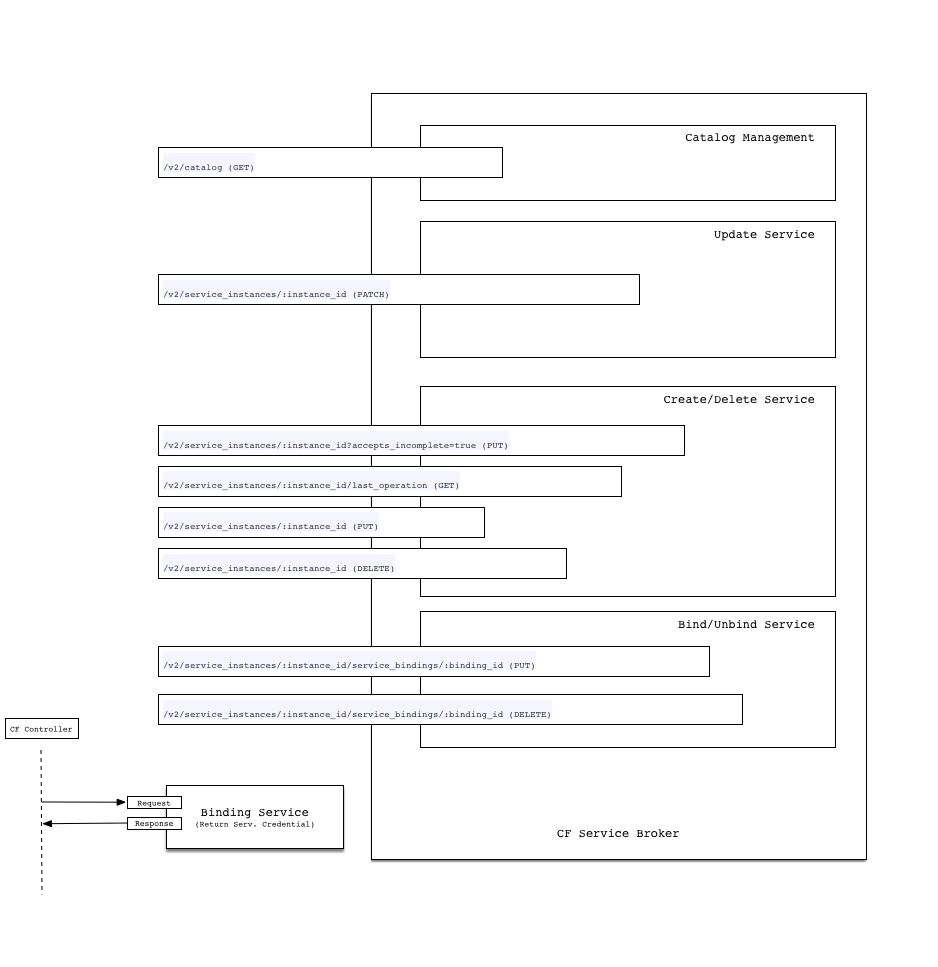 Catalog Management
/v2/catalog (GET)
Update Service
/v2/service_instances/:instance_id (PATCH)
Create/Delete Service
/v2/service_instances/:instance_id?accepts_incomplete=true (PUT)
/v2/service_instances/:instance_id/last_operation (GET)
/v2/service_instances/:instance_id (PUT)
/v2/service_instances/:instance_id (DELETE)
Bind/Unbind Service
/v2/service_instances/:instance_id/service_bindings/:binding_id (PUT)
/v2/service_instances/:instance_id/service_bindings/:binding_id (DELETE)
CF Controller
Request
Response
Binding Service
(Return Serv. Credential)
CF Service Broker